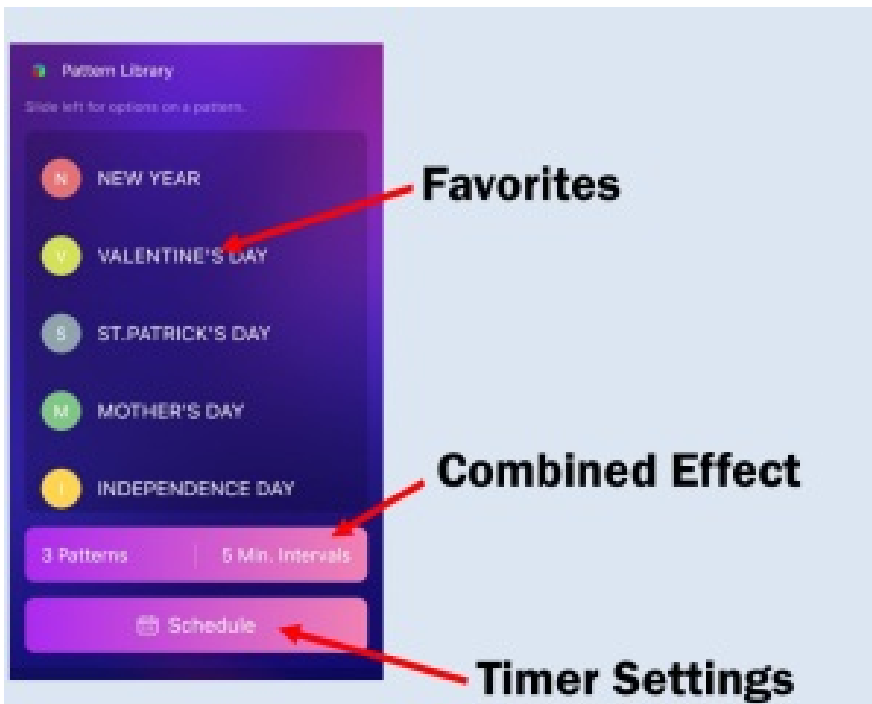 Pattern Library
Slide left for options on a pattern.
N NEW YEAR
Favorites
V VALENTINE'S DAY
S ST.PATRICK'S DAY
M MOTHER'S DAY
Combined Effect
I INDEPENDENCE DAY
3 Patterns 5 Min. Intervals
Schedule
Timer Settings